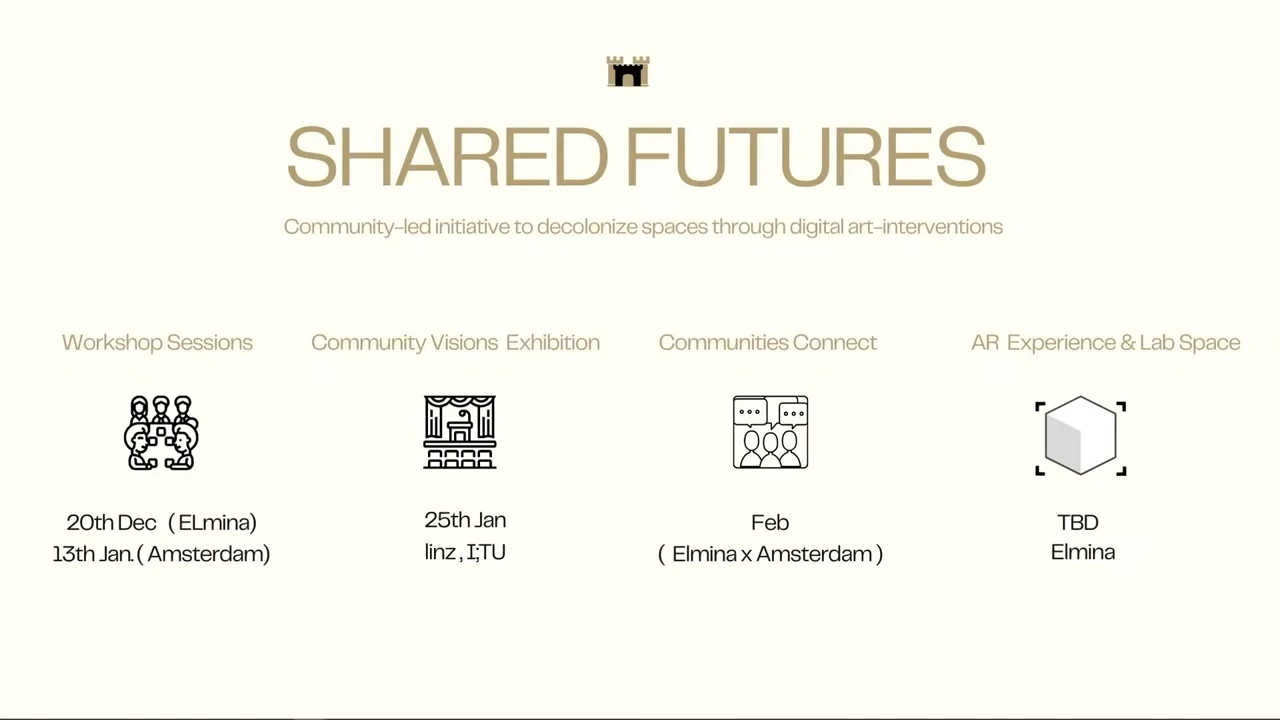 SHARED FUTURES
Community-led initiative to decolonize spaces through digital art-interventions
Workshop Sessions
Community Visions Exhibition
Communities Connect
AR Experience & Lab Space
20th Dec ( ELmina)
13th Jan.( Amsterdam)
25th Jan
linz , I;TU
Feb
( Elmina x Amsterdam )
TBD
Elmina